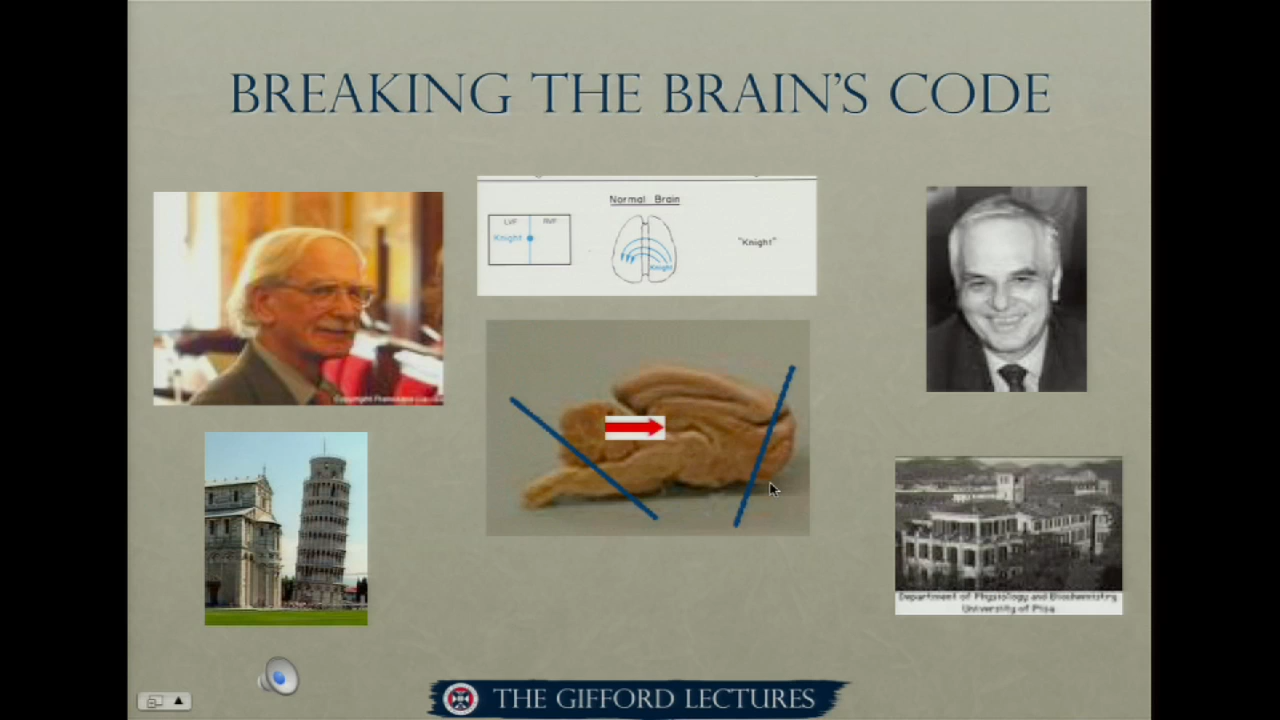 BREAKING THE BRAIN'S CODE
Normal Brain
LVF RVF
Knight
Knight
"Knight"
Department of Physiology and Biochemistry
University of Pisa
THE GIFFORD LECTURES